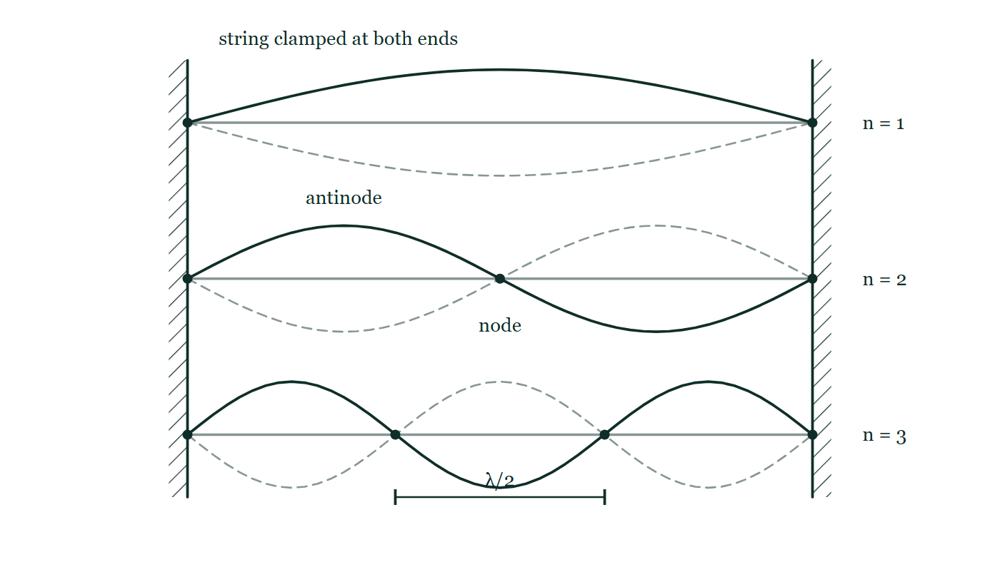 string clamped at both ends
n = 1
antinode
n = 2
node
n = 3
λ/2